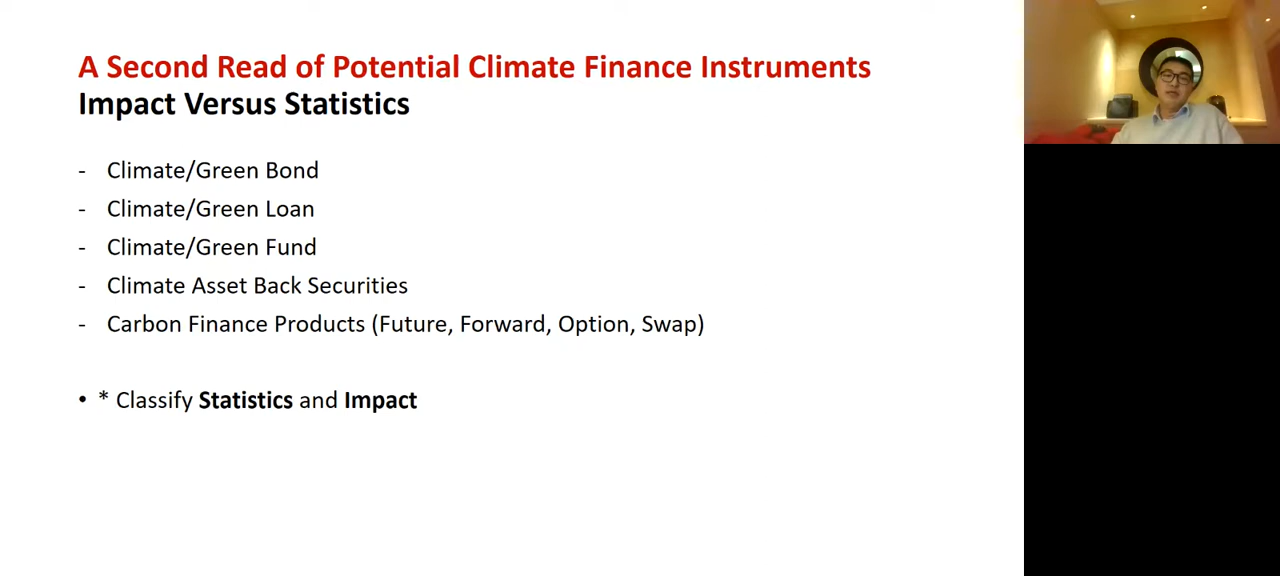 A Second Read of Potential Climate Finance Instruments
Impact Versus Statistics
- Climate/Green Bond
- Climate/Green Loan
- Climate/Green Fund
- Climate Asset Back Securities
- Carbon Finance Products (Future, Forward, Option, Swap)
• * Classify Statistics and Impact